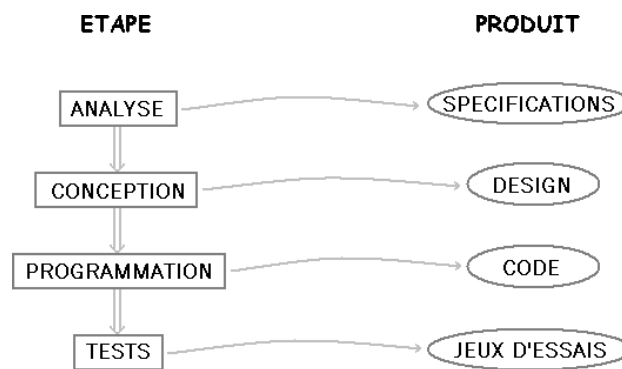 ETAPE PRODUIT
ANALYSE SPECIFICATIONS
CONCEPTION DESIGN
PROGRAMMATION CODE
TESTS JEUX D'ESSAIS